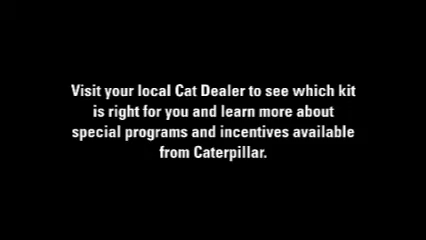 Visit your local Cat Dealer to see which kit
is right for you and learn more about
special programs and incentives available
from Caterpillar.